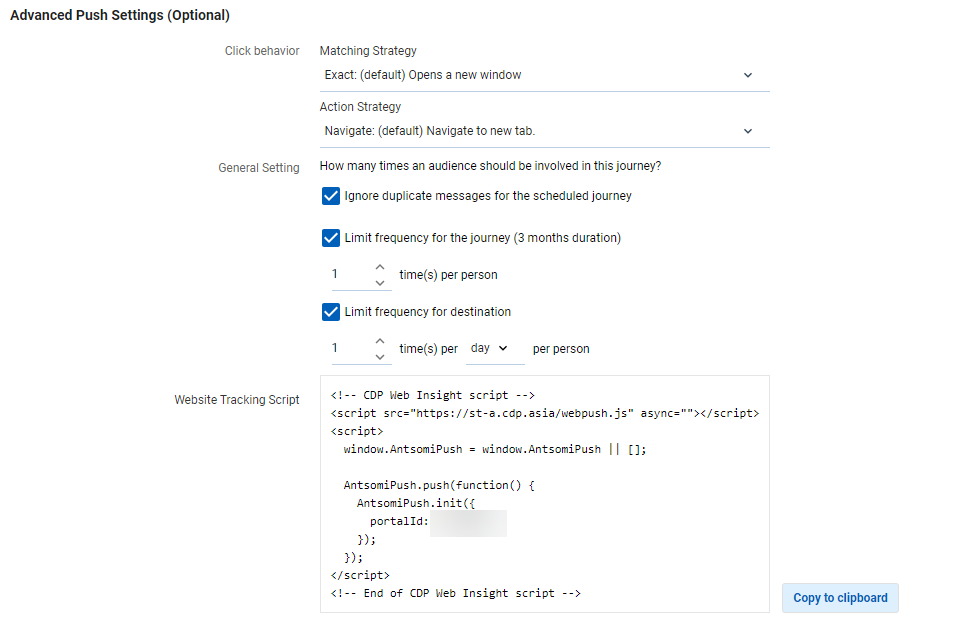 Advanced Push Settings (Optional)
Click behavior
Matching Strategy
Exact: (default) Opens a new window
Action Strategy
Navigate: (default) Navigate to new tab.
General Setting
How many times an audience should be involved in this journey?
Ignore duplicate messages for the scheduled journey
Limit frequency for the journey (3 months duration)
1 time(s) per person
Limit frequency for destination
1 time(s) per day per person
Website Tracking Script
<!-- CDP Web Insight script -->
<script src="https://st-a.cdp.asia/webpush.js" async=""></script>
<script>
window.AntsomiPush = window.AntsomiPush || [];
AntsomiPush.push(function() {
AntsomiPush.init({
portalId:
});
});
</script>
<!-- End of CDP Web Insight script -->
Copy to clipboard